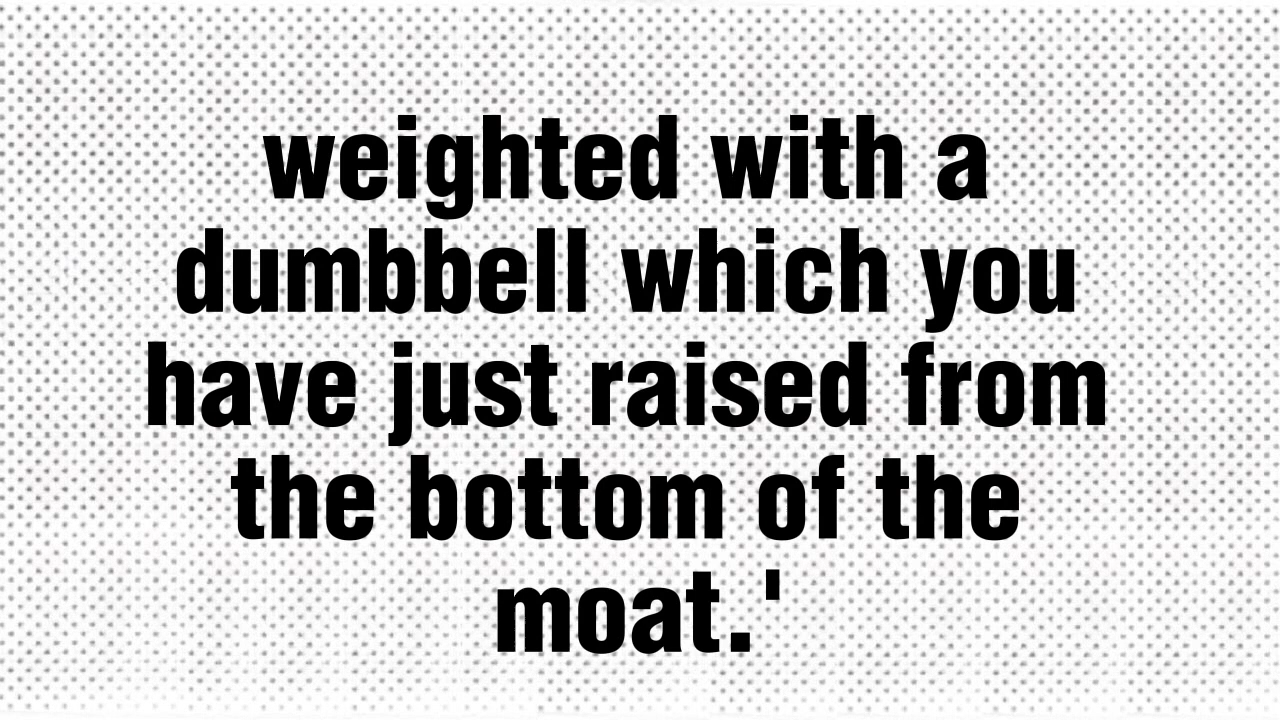 weighted with a
dumbbell which you
have just raised from
the bottom of the
moat.'